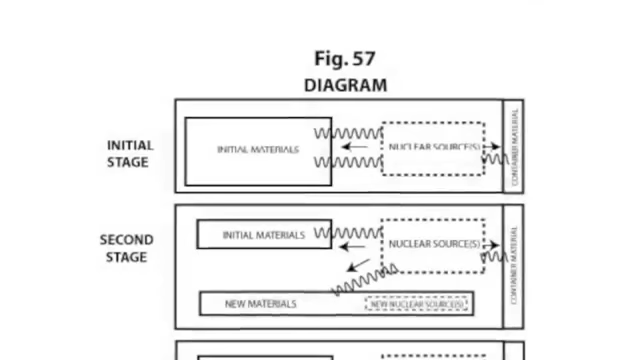 Fig. 57
DIAGRAM
INITIAL
STAGE
INITIAL MATERIALS
NUCLEAR SOURCE(S)
CONTAINER MATERIAL
SECOND
STAGE
INITIAL MATERIALS
NUCLEAR SOURCE(S)
CONTAINER MATERIAL
NEW MATERIALS
NEW NUCLEAR SOURCE(S)